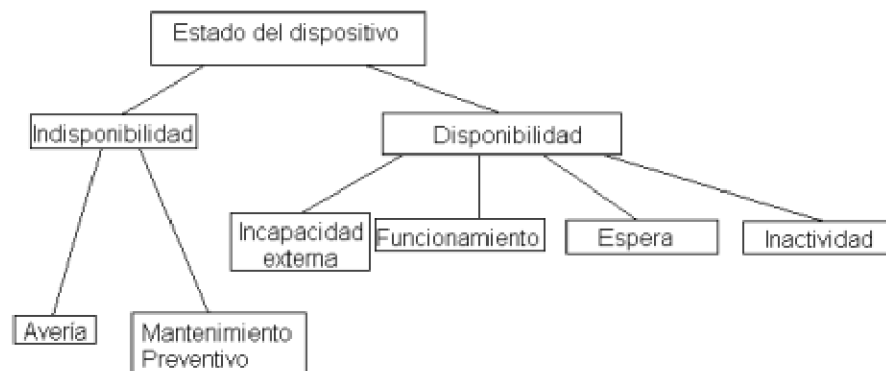 Estado del dispositivo
Indisponibilidad
Disponibilidad
Incapacidad
externa
Funcionamiento
Espera
Inactividad
Avería
Mantenimiento
Preventivo